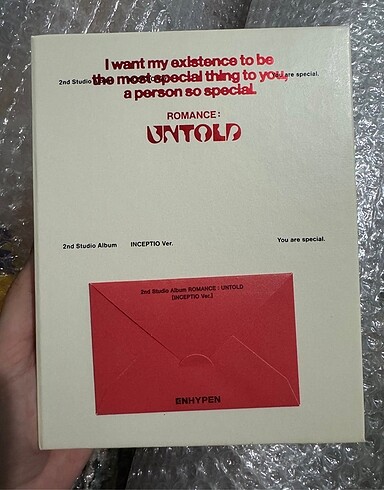 I want my existence to be
the most special thing to you,
a person so special.
2nd Studio
You are special.
ROMANCE :
UNTOLD
2nd Studio Album INCEPTIO Ver. You are special.
2nd Studio Album ROMANCE : UNTOLD
[INCEPTIO Ver.]
ENHYPEN